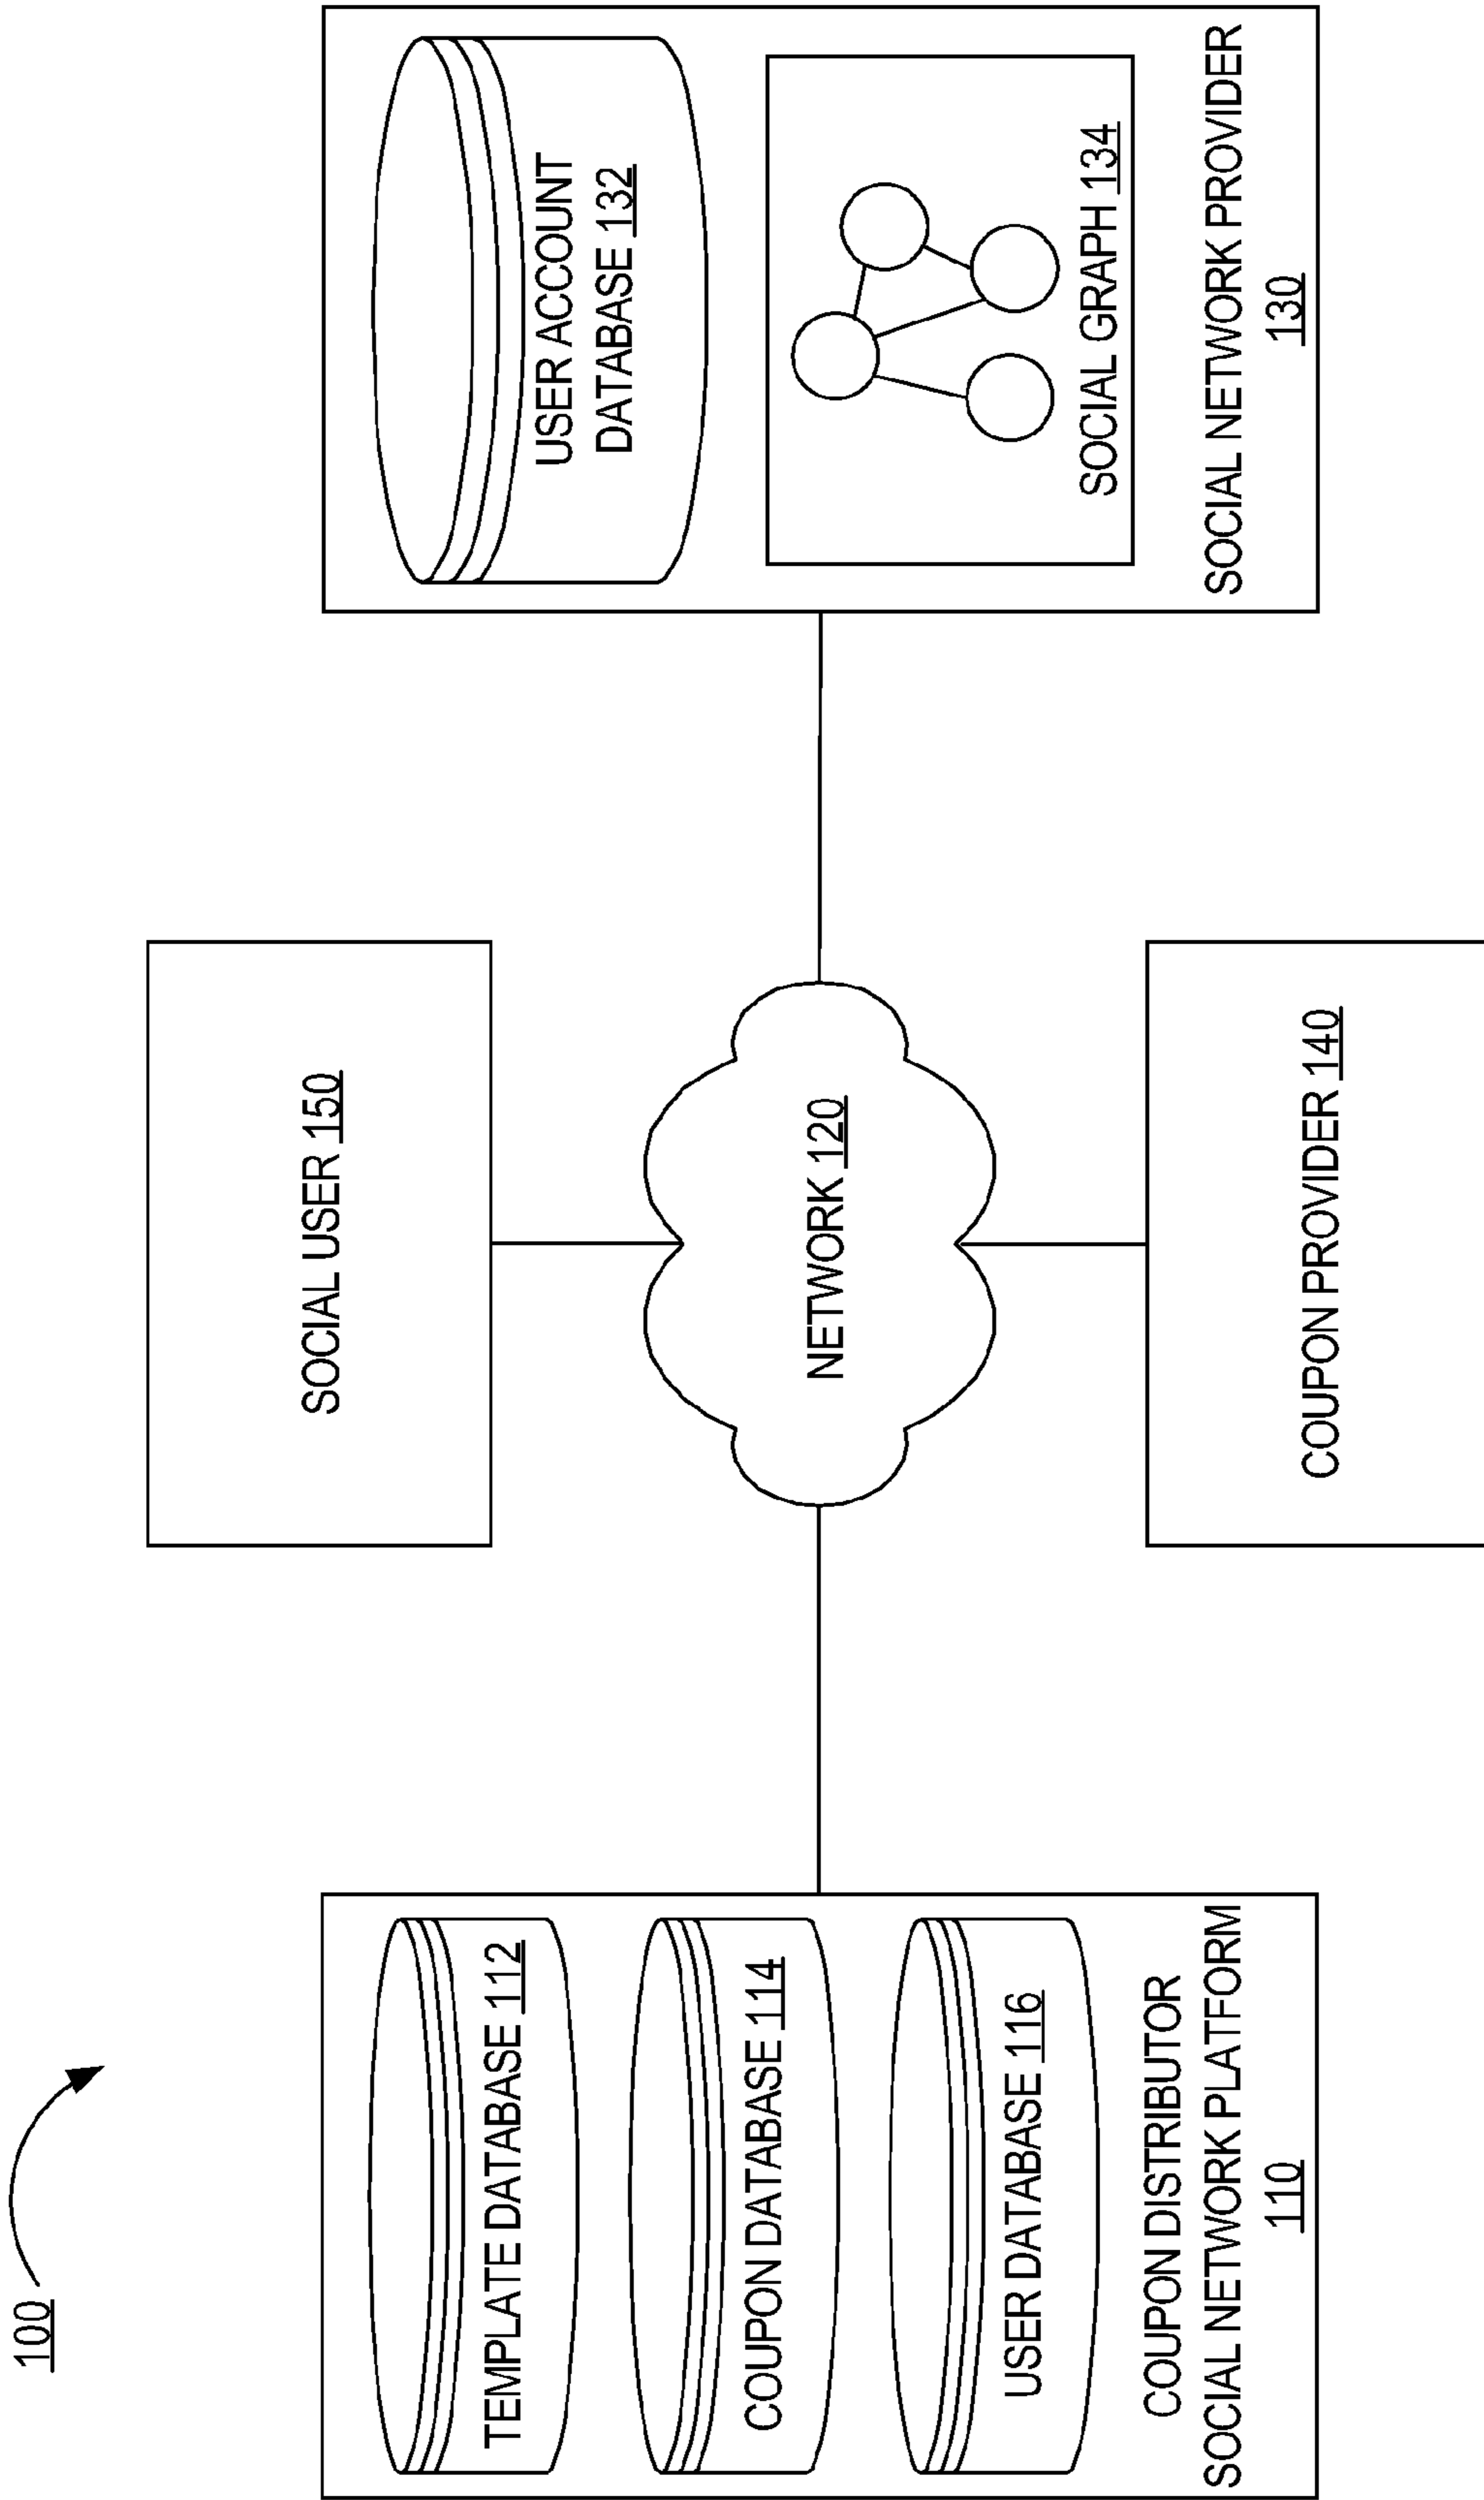 100
SOCIAL USER 150
TEMPLATE DATABASE 112
COUPON DATABASE 114
USER DATABASE 116
COUPON DISTRIBUTOR
SOCIAL NETWORK PLATFORM
110
NETWORK 120
USER ACCOUNT
DATABASE 132
SOCIAL GRAPH 134
SOCIAL NETWORK PROVIDER
130
COUPON PROVIDER 140